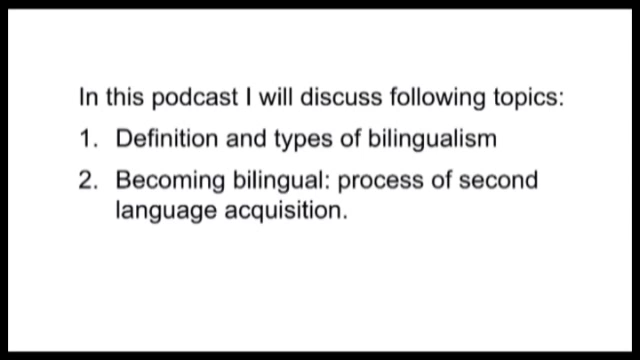 In this podcast I will discuss following topics:
1. Definition and types of bilingualism
2. Becoming bilingual: process of second
language acquisition.